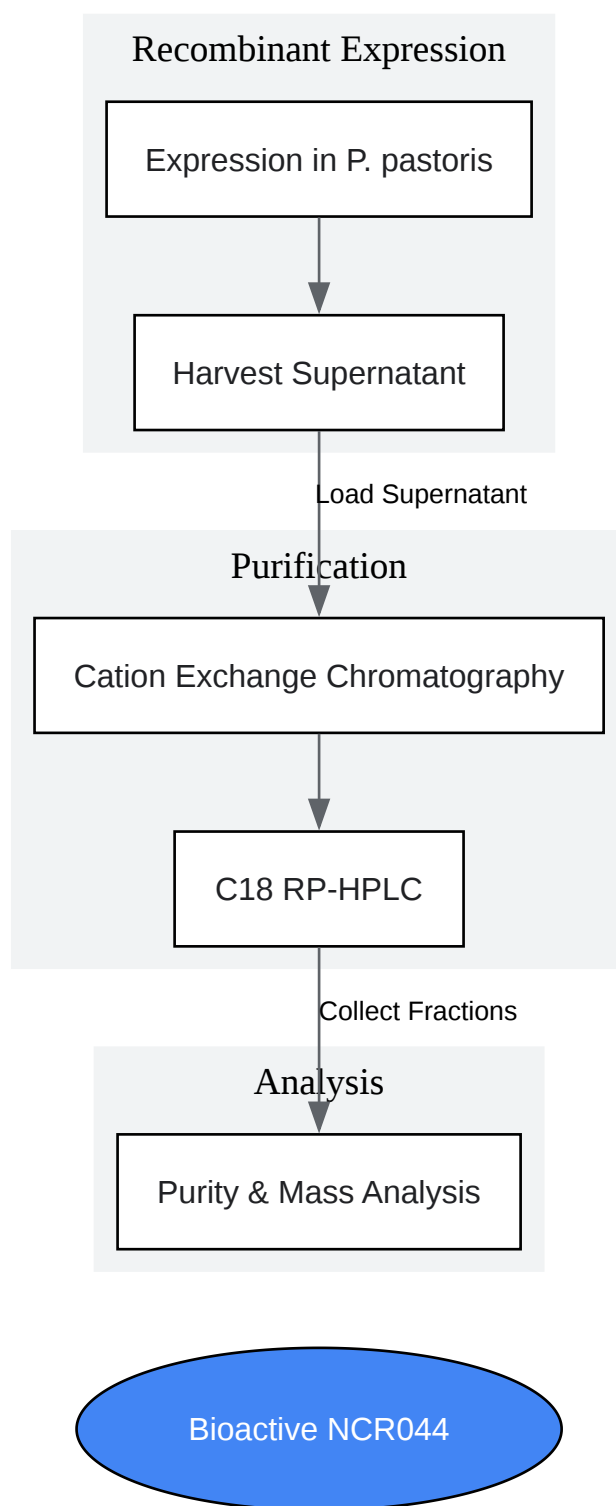 Recombinant Expression
Expression in P. pastoris
Harvest Supernatant
Load Supernatant
Purification
Cation Exchange Chromatography
C18 RP-HPLC
Collect Fractions
Analysis
Purity & Mass Analysis
Bioactive NCR044